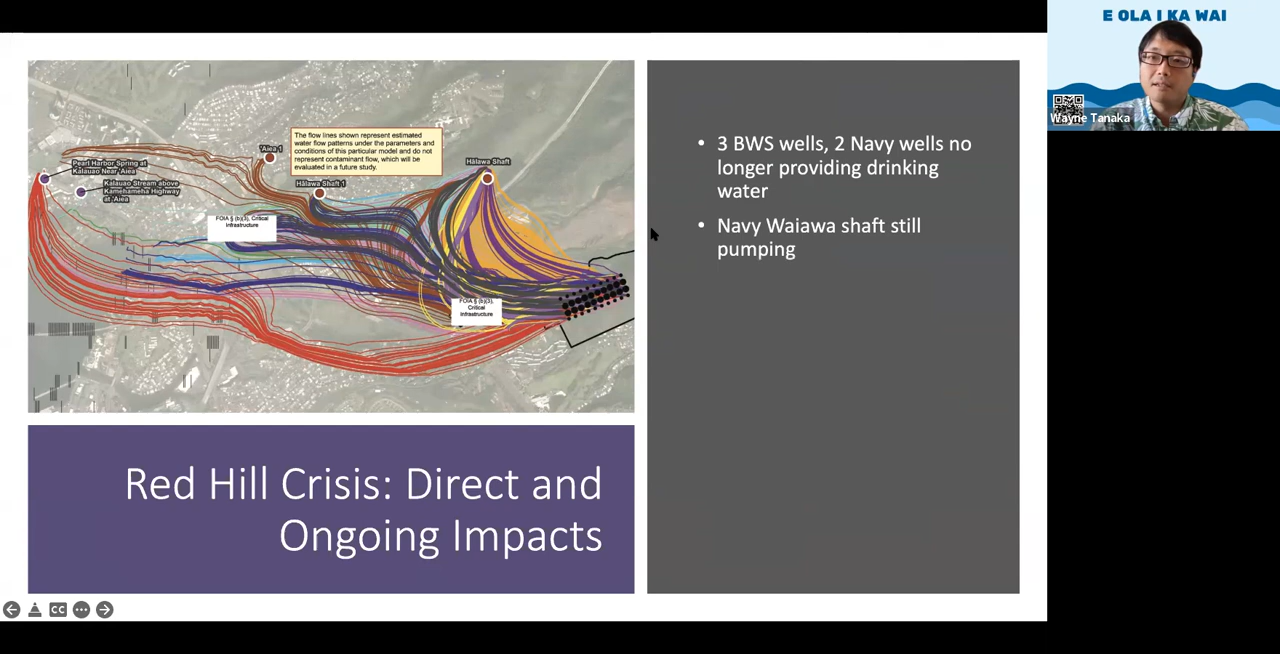 E OLA I KA WAI
Wayne Tanaka
Pearl Harbor Spring at
Kalauao Near 'Aiea
Kalauao Stream above
Kamehameha Highway
at 'Aiea
'Aiea 1
The flow lines shown represent estimated
water flow patterns under the parameters and
conditions of this particular model and do not
represent contaminant flow, which will be
evaluated in a future study.
Hālawa Shaft 1
Hālawa Shaft
FOIA § (b)(3), Critical
Infrastructure
FOIA § (b)(3),
Critical
Infrastructure
• 3 BWS wells, 2 Navy wells no
longer providing drinking
water
• Navy Waiawa shaft still
pumping
Red Hill Crisis: Direct and
Ongoing Impacts
CC